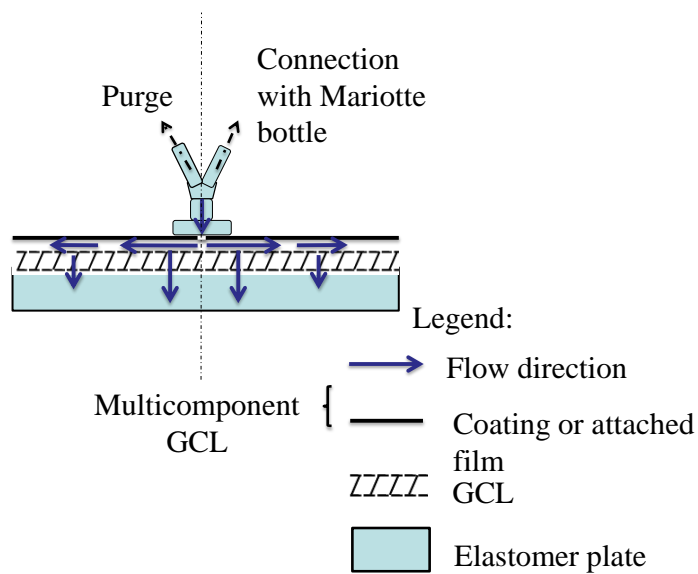 Purge
Connection
with Mariotte
bottle
Legend:
Flow direction
Multicomponent
GCL
Coating or attached
film
GCL
Elastomer plate